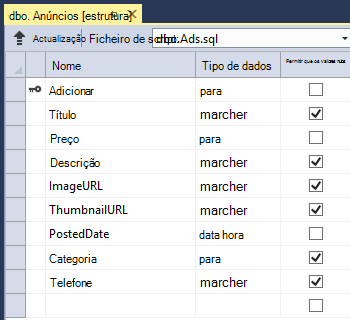 dbo. Anúncios [estrutura]
Actualização Ficheiro de script dbo.Ads.sql
Nome Tipo de dados Permitir que os valores nulos
Adicionar para
Título marcher
Preço para
Descrição marcher
ImageURL marcher
ThumbnailURL marcher
PostedDate data hora
Categoria para
Telefone marcher